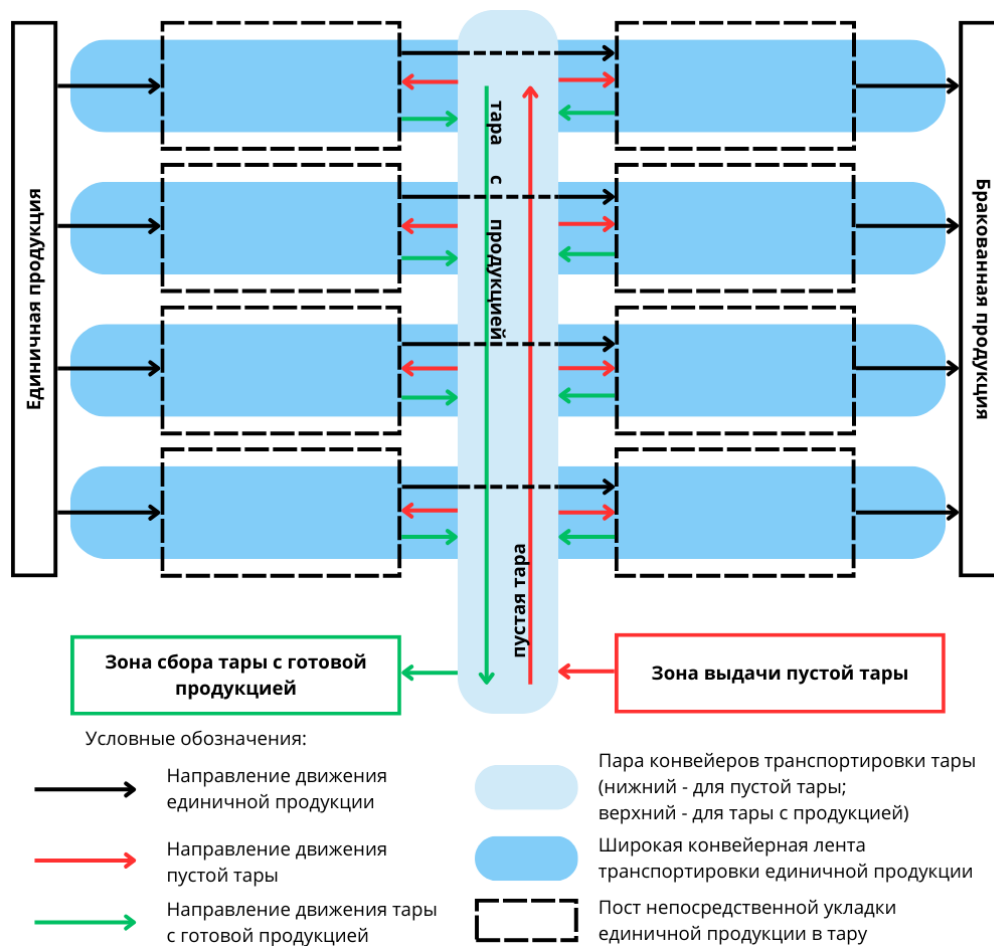 Единичная продукция
тара с продукцией
пустая тара
Бракованная продукция
Зона сбора тары с готовой
продукцией
Зона выдачи пустой тары
Условные обозначения:
Направление движения
единичной продукции
Направление движения
пустой тары
Направление движения тары
с готовой продукцией
Пара конвейеров транспортировки тары
(нижний - для пустой тары;
верхний - для тары с продукцией)
Широкая конвейерная лента
транспортировки единичной продукции
Пост непосредственной укладки
единичной продукции в тару